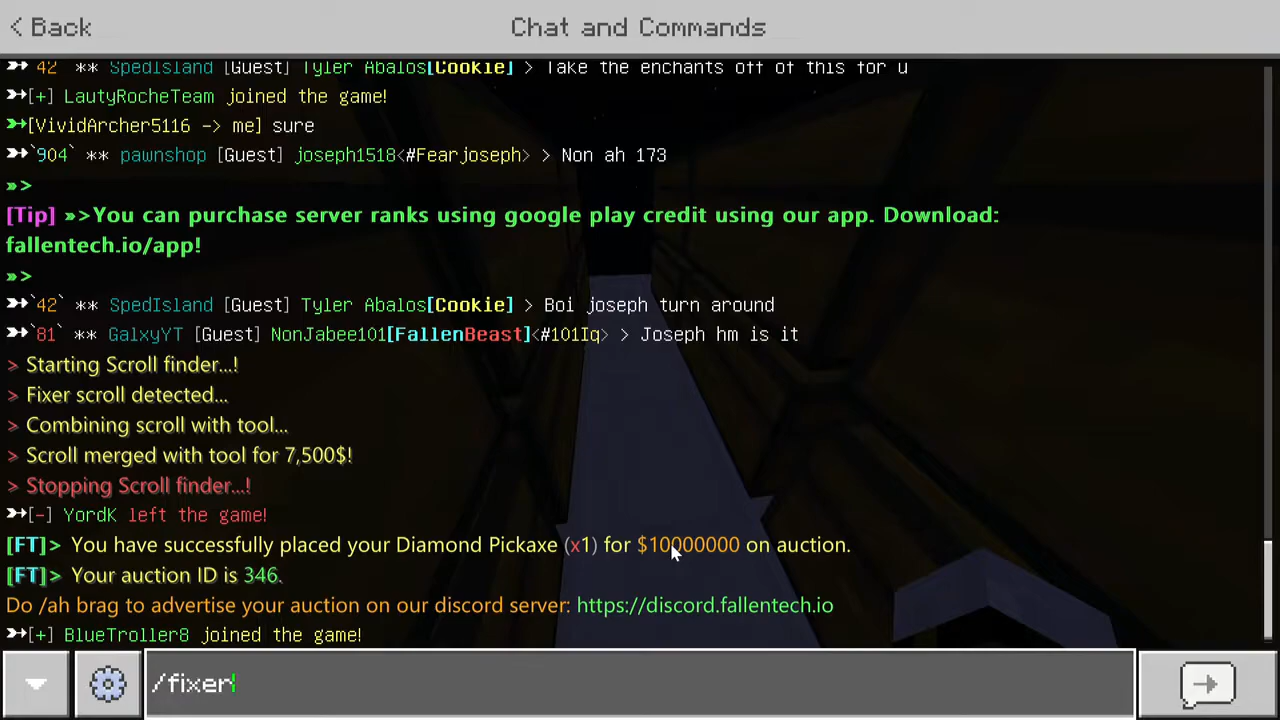 < Back
Chat and Commands
➳ 42 ** SpedIsland [Guest] Tyler Abalos[Cookie] > Take the enchants off of this for u
➳[+] LautyRocheTeam joined the game!
➳[VividArcher5116 -> me] sure
➳`904` ** pawnshop [Guest] joseph1518<#Fearjoseph> > Non ah 173
»>
[Tip] »>You can purchase server ranks using google play credit using our app. Download:
fallentech.io/app!
»>
➳`42` ** SpedIsland [Guest] Tyler Abalos[Cookie] > Boi joseph turn around
➳`81` ** GalxyYT [Guest] NonJabee101[FallenBeast]<#101Iq> > Joseph hm is it
> Starting Scroll finder...!
> Fixer scroll detected...
> Combining scroll with tool...
> Scroll merged with tool for 7,500$!
> Stopping Scroll finder...!
➳[-] YordK left the game!
[FT]> You have successfully placed your Diamond Pickaxe (x1) for $10000000 on auction.
[FT]> Your auction ID is 346.
Do /ah brag to advertise your auction on our discord server: https://discord.fallentech.io
➳[+] BlueTroller8 joined the game!
/fixer